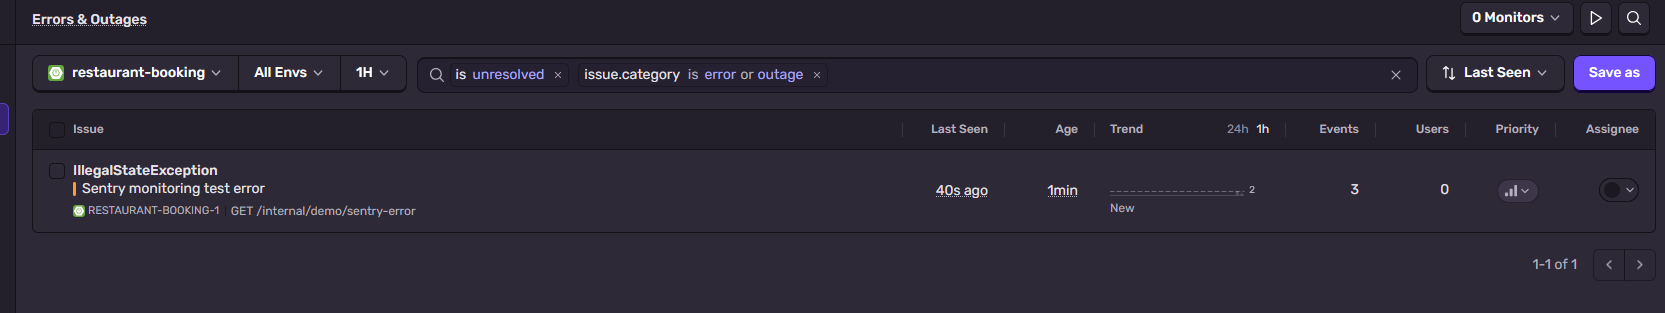 Errors & Outages
0 Monitors
restaurant-booking All Envs 1H
is unresolved × issue.category is error or outage ×
Last Seen
Save as
Issue Last Seen Age Trend 24h 1h Events Users Priority Assignee
IllegalStateException
Sentry monitoring test error
RESTAURANT-BOOKING-1 GET /internal/demo/sentry-error
40s ago 1min 2 3 0
New
1-1 of 1